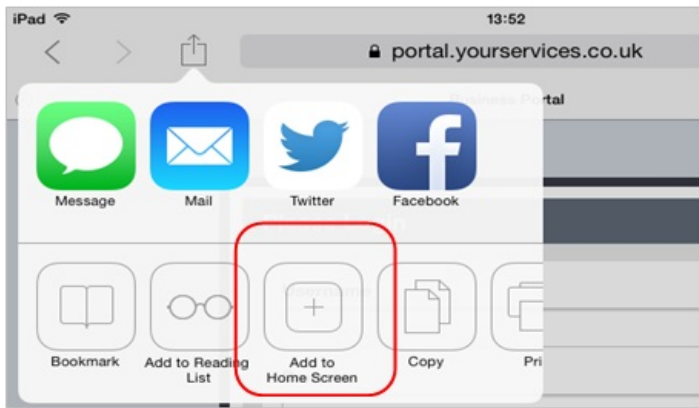 iPad 13:52
portal.yourservices.co.uk
Business Portal
Message Mail Twitter Facebook
Username
Bookmark Add to Reading List Add to Home Screen Copy Pri